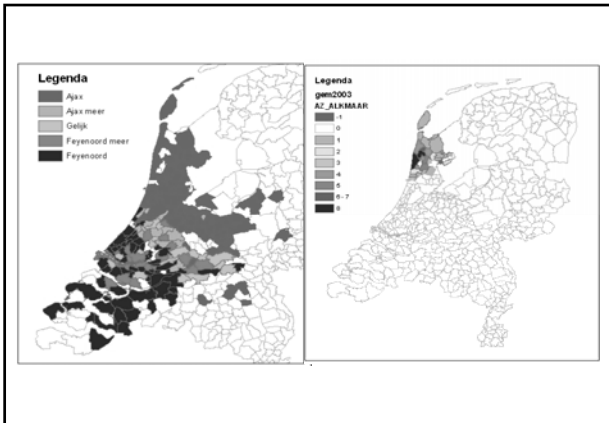 Legenda
Ajax
Ajax meer
Gelijk
Feyenoord meer
Feyenoord
Legenda
gem2003
AZ_ALKMAAR
-1
0
1
2
3
4
5
6 - 7
8